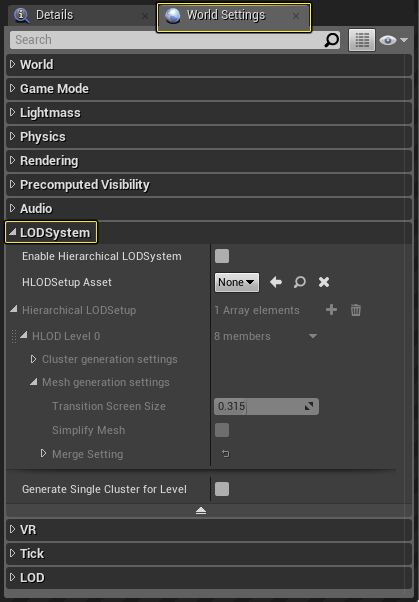 Details
World Settings
Search
World
Game Mode
Lightmass
Physics
Rendering
Precomputed Visibility
Audio
LODSystem
Enable Hierarchical LODSystem
HLODSetup Asset None
Hierarchical LODSetup 1 Array elements
HLOD Level 0 8 members
Cluster generation settings
Mesh generation settings
Transition Screen Size 0.315
Simplify Mesh
Merge Setting
Generate Single Cluster for Level
VR
Tick
LOD